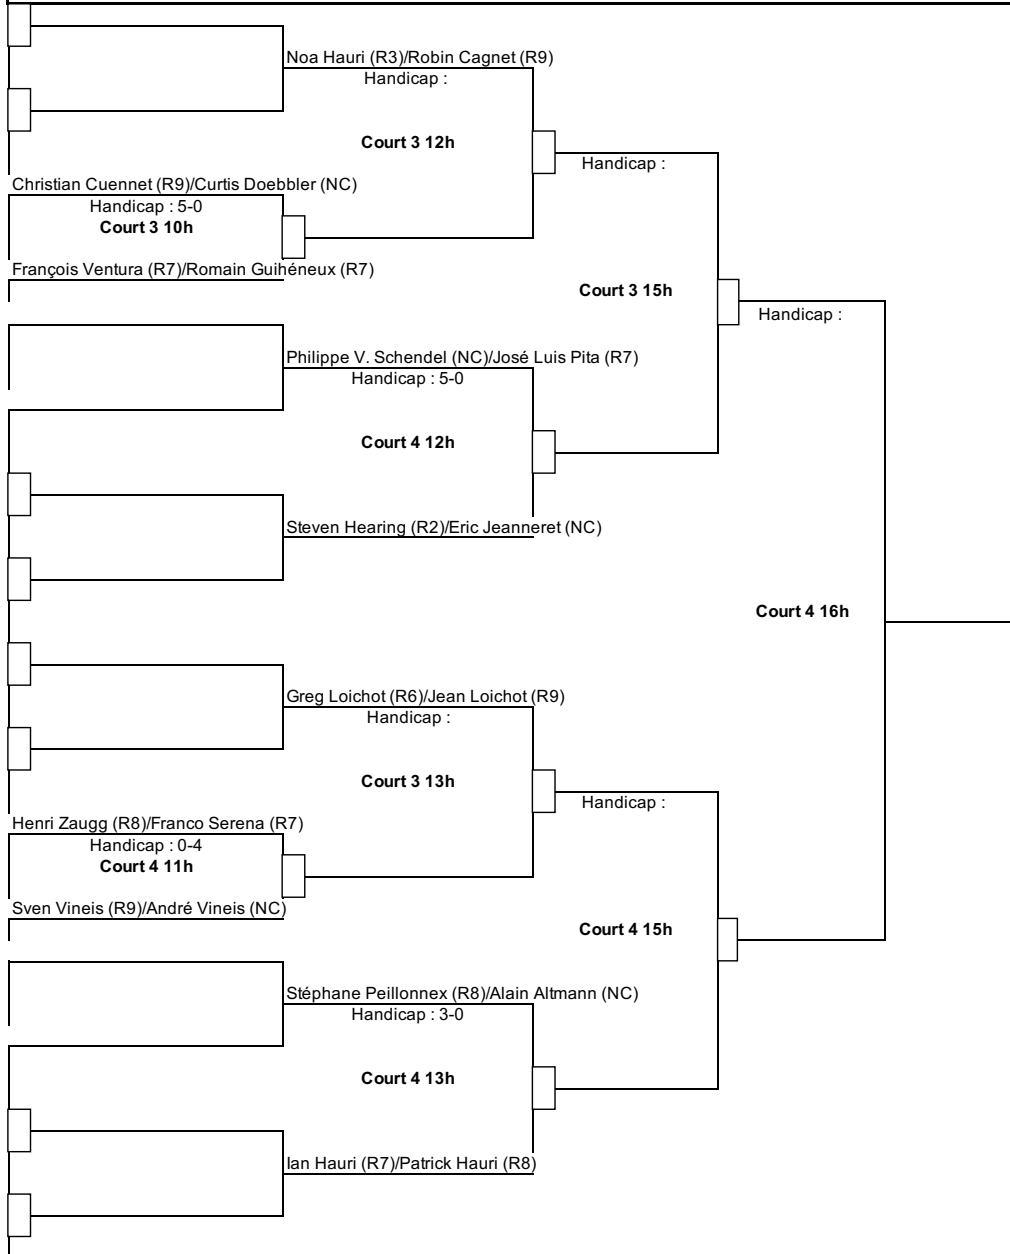 Noa Hauri (R3)/Robin Cagnet (R9)
Handicap :
Court 3 12h
Handicap :
Christian Cuennet (R9)/Curtis Doebbler (NC)
Handicap : 5-0
Court 3 10h
François Ventura (R7)/Romain Guihéneux (R7)
Court 3 15h
Handicap :
Philippe V. Schendel (NC)/José Luis Pita (R7)
Handicap : 5-0
Court 4 12h
Steven Hearing (R2)/Eric Jeanneret (NC)
Court 4 16h
Greg Loichot (R6)/Jean Loichot (R9)
Handicap :
Court 3 13h
Handicap :
Henri Zaugg (R8)/Franco Serena (R7)
Handicap : 0-4
Court 4 11h
Sven Vineis (R9)/André Vineis (NC)
Court 4 15h
Stéphane Peillonnex (R8)/Alain Altmann (NC)
Handicap : 3-0
Court 4 13h
Ian Hauri (R7)/Patrick Hauri (R8)